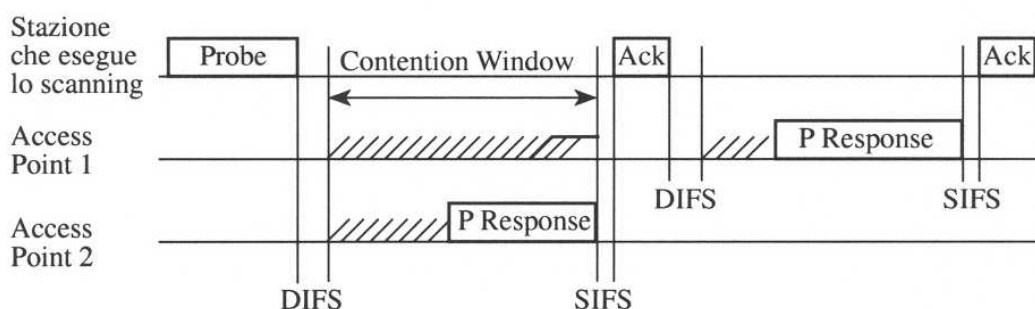 Stazione
che esegue
lo scanning
Probe
Contention Window
Ack
Ack
Access
Point 1
P Response
DIFS
SIFS
Access
Point 2
P Response
DIFS
SIFS